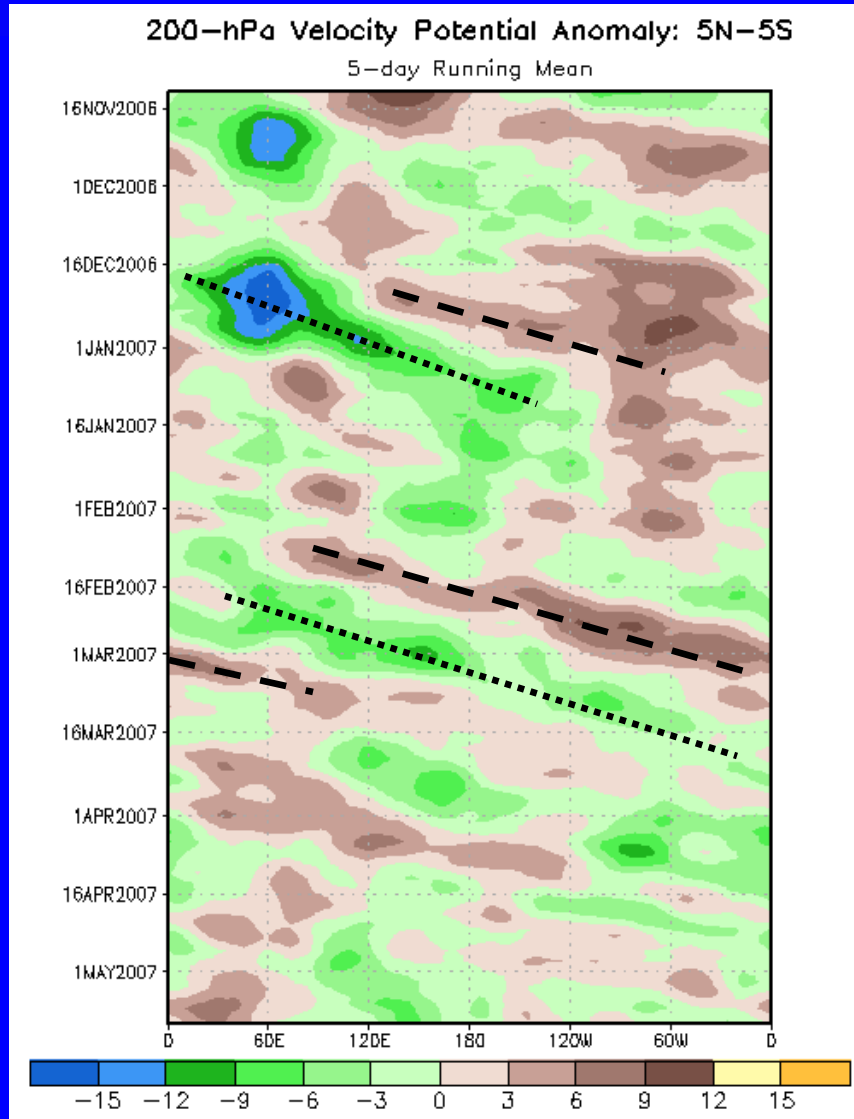 200-hPa Velocity Potential Anomaly: 5N-5S
5-day Running Mean
16NOV2006
1DEC2006
16DEC2006
1JAN2007
16JAN2007
1FEB2007
16FEB2007
1MAR2007
16MAR2007
1APR2007
16APR2007
1MAY2007
0 60E 120E 180 120W 60W 0
-15 -12 -9 -6 -3 0 3 6 9 12 15